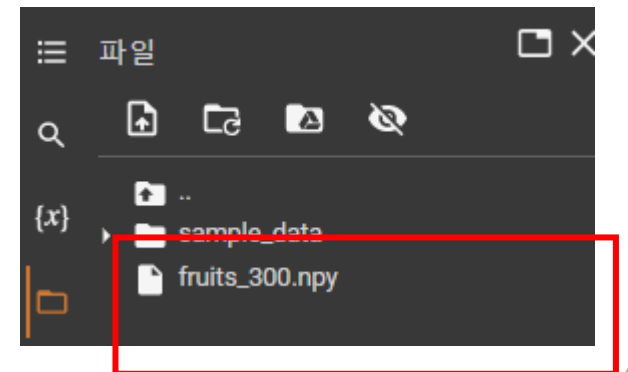 파일
..
{x}
sample_data
fruits_300.npy